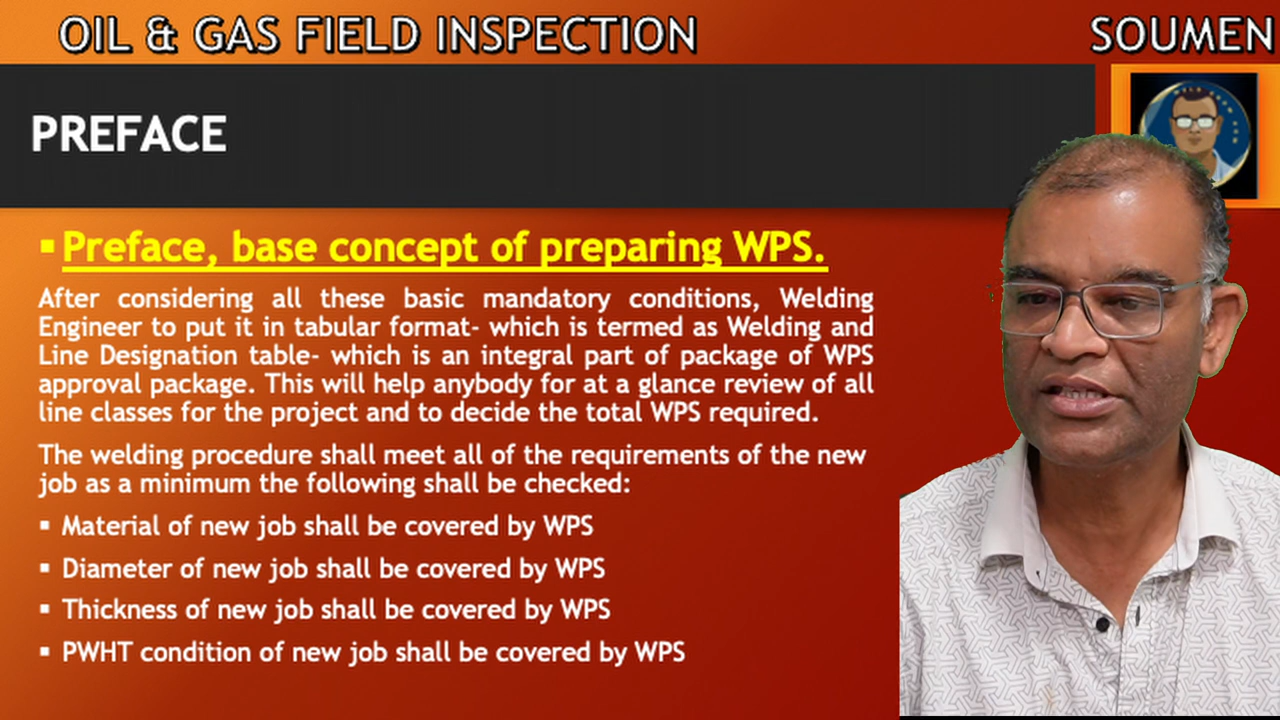 OIL & GAS FIELD INSPECTION
SOUMEN
PREFACE
▪ Preface, base concept of preparing WPS.
After considering all these basic mandatory conditions, Welding
Engineer to put it in tabular format- which is termed as Welding and
Line Designation table- which is an integral part of package of WPS
approval package. This will help anybody for at a glance review of all
line classes for the project and to decide the total WPS required.
The welding procedure shall meet all of the requirements of the new
job as a minimum the following shall be checked:
▪ Material of new job shall be covered by WPS
▪ Diameter of new job shall be covered by WPS
▪ Thickness of new job shall be covered by WPS
▪ PWHT condition of new job shall be covered by WPS